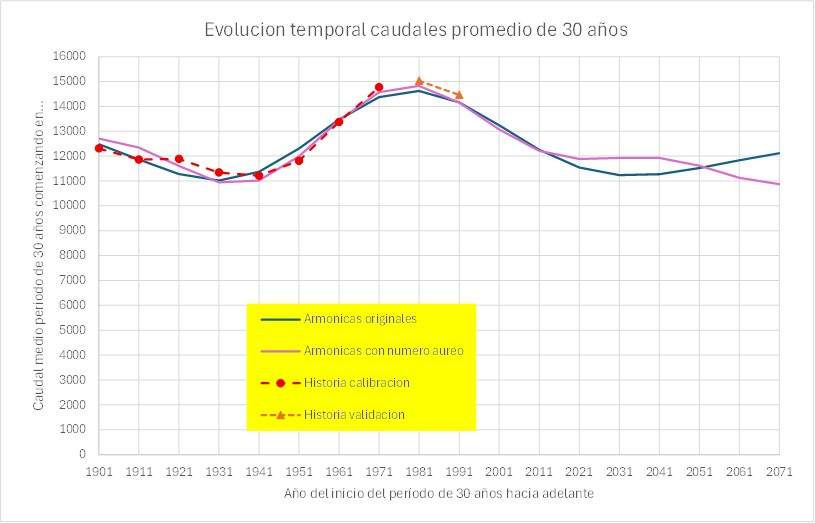 Evolucion temporal caudales promedio de 30 años
Caudal medio periodo de 30 años comenzando en...
16000
15000
14000
13000
12000
11000
10000
9000
8000
7000
6000
5000
4000
3000
2000
1000
0
Armonicas originales
Armonicas con numero aureo
Historia calibracion
Historia validacion
1901 1911 1921 1931 1941 1951 1961 1971 1981 1991 2001 2011 2021 2031 2041 2051 2061 2071
Año del inicio del período de 30 años hacia adelante